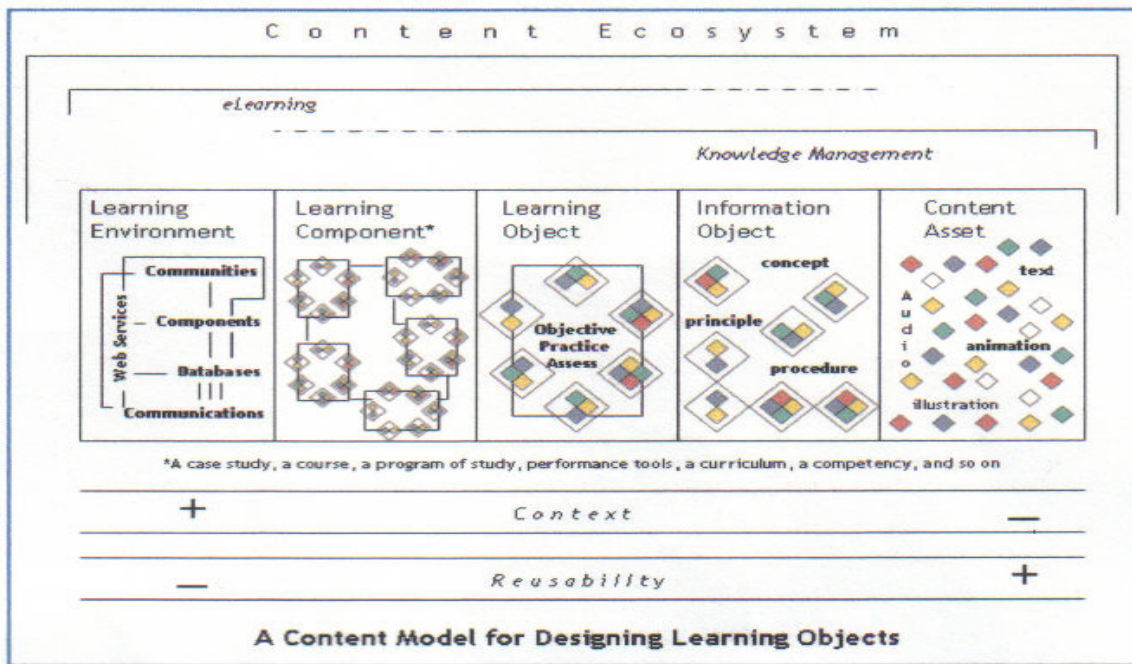 Content Ecosystem
eLearning
Knowledge Management
Learning
Environment
Communities
Web Services
Components
Databases
Communications
Learning
Component*
Learning
Object
Objective
Practice
Assess
Information
Object
concept
principle
procedure
Content
Asset
text
Audio
animation
illustration
*A case study, a course, a program of study, performance tools, a curriculum, a competency, and so on
+ Context —
— Reusability +
A Content Model for Designing Learning Objects